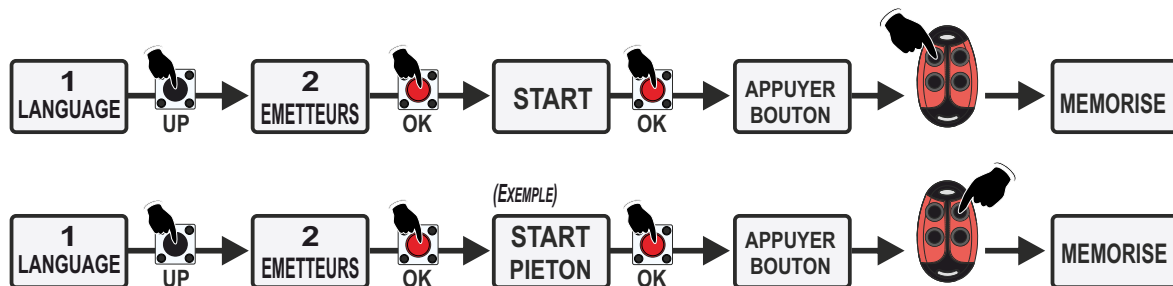 1
LANGUAGE
UP
2
EMETTEURS
OK
START
OK
APPUYER
BOUTON
MEMORISE
(EXEMPLE)
1
LANGUAGE
UP
2
EMETTEURS
OK
START
PIETON
OK
APPUYER
BOUTON
MEMORISE